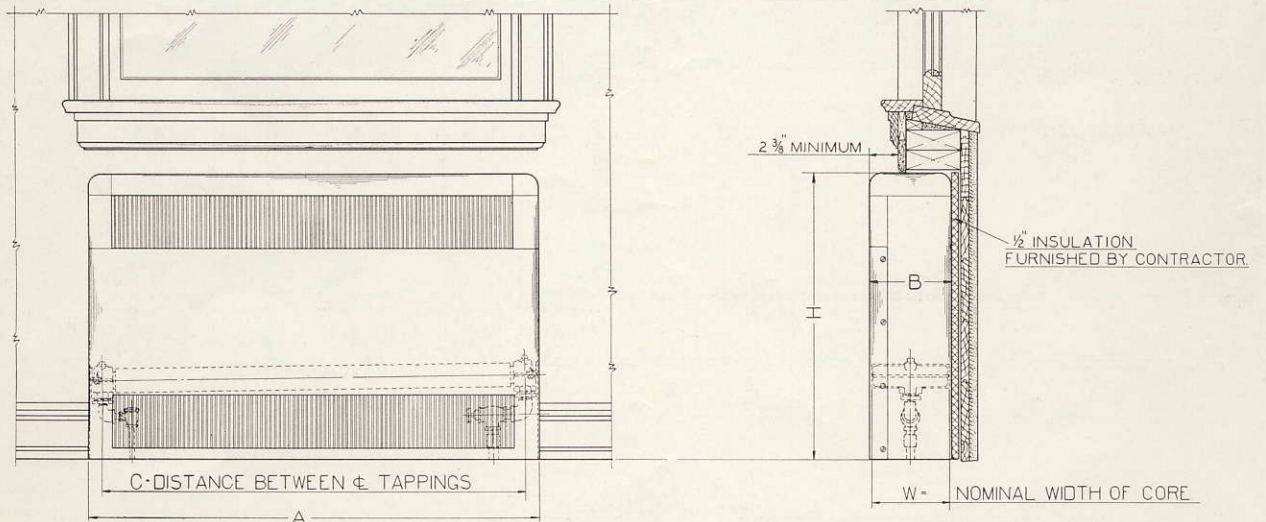 2 3/8" MINIMUM
1/2" INSULATION
FURNISHED BY CONTRACTOR.
B
H
C-DISTANCE BETWEEN ℄ TAPPINGS
W= NOMINAL WIDTH OF CORE
A